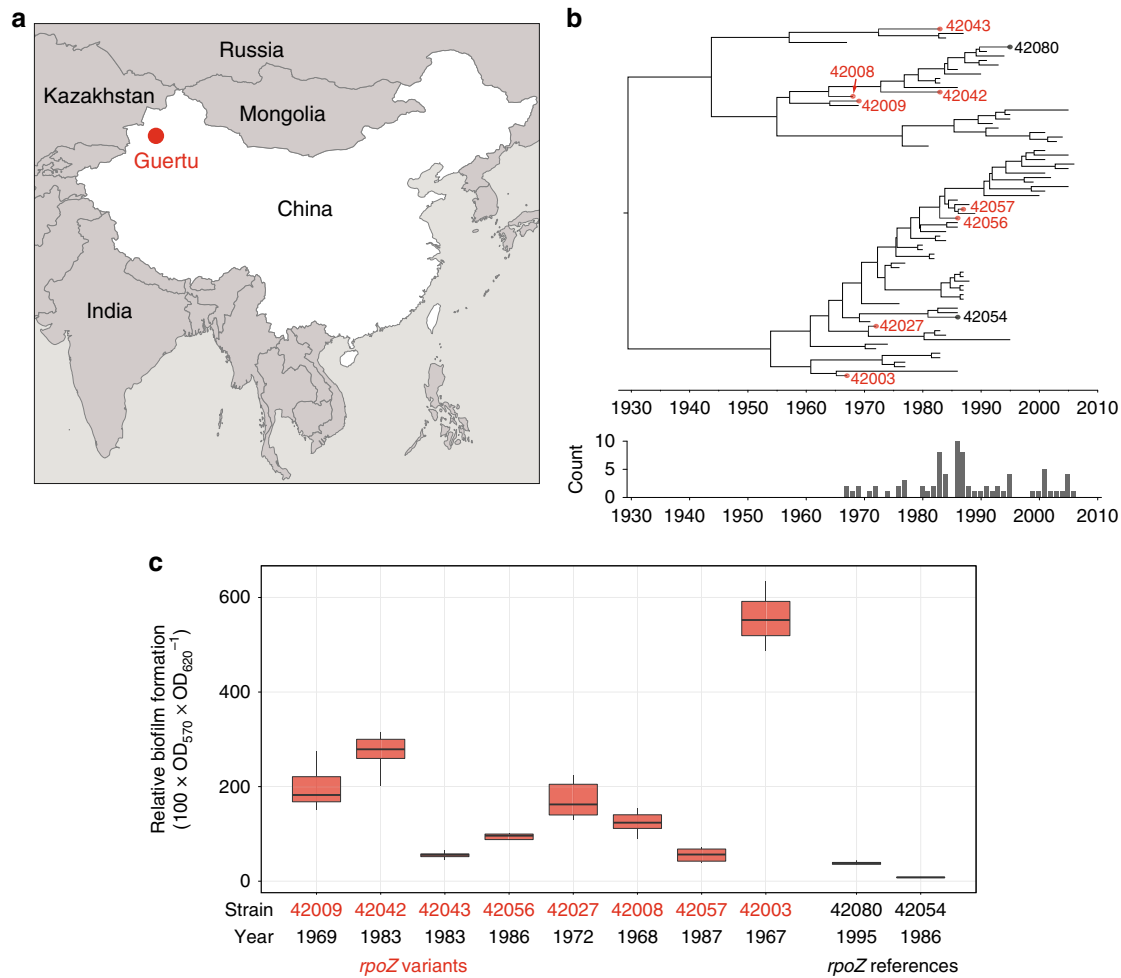 a
Russia
Kazakhstan
Mongolia
Guertu
China
India
b
42043
42080
42008
42042
42009
42057
42056
42054
42027
42003
1930 1940 1950 1960 1970 1980 1990 2000 2010
Count
10
5
0
1930 1940 1950 1960 1970 1980 1990 2000 2010
c
Relative biofilm formation
(100 × OD570 × OD620−1)
600
400
200
0
Strain 42009 42042 42043 42056 42027 42008 42057 42003 42080 42054
Year 1969 1983 1983 1986 1972 1968 1987 1967 1995 1986
rpoZ variants rpoZ references